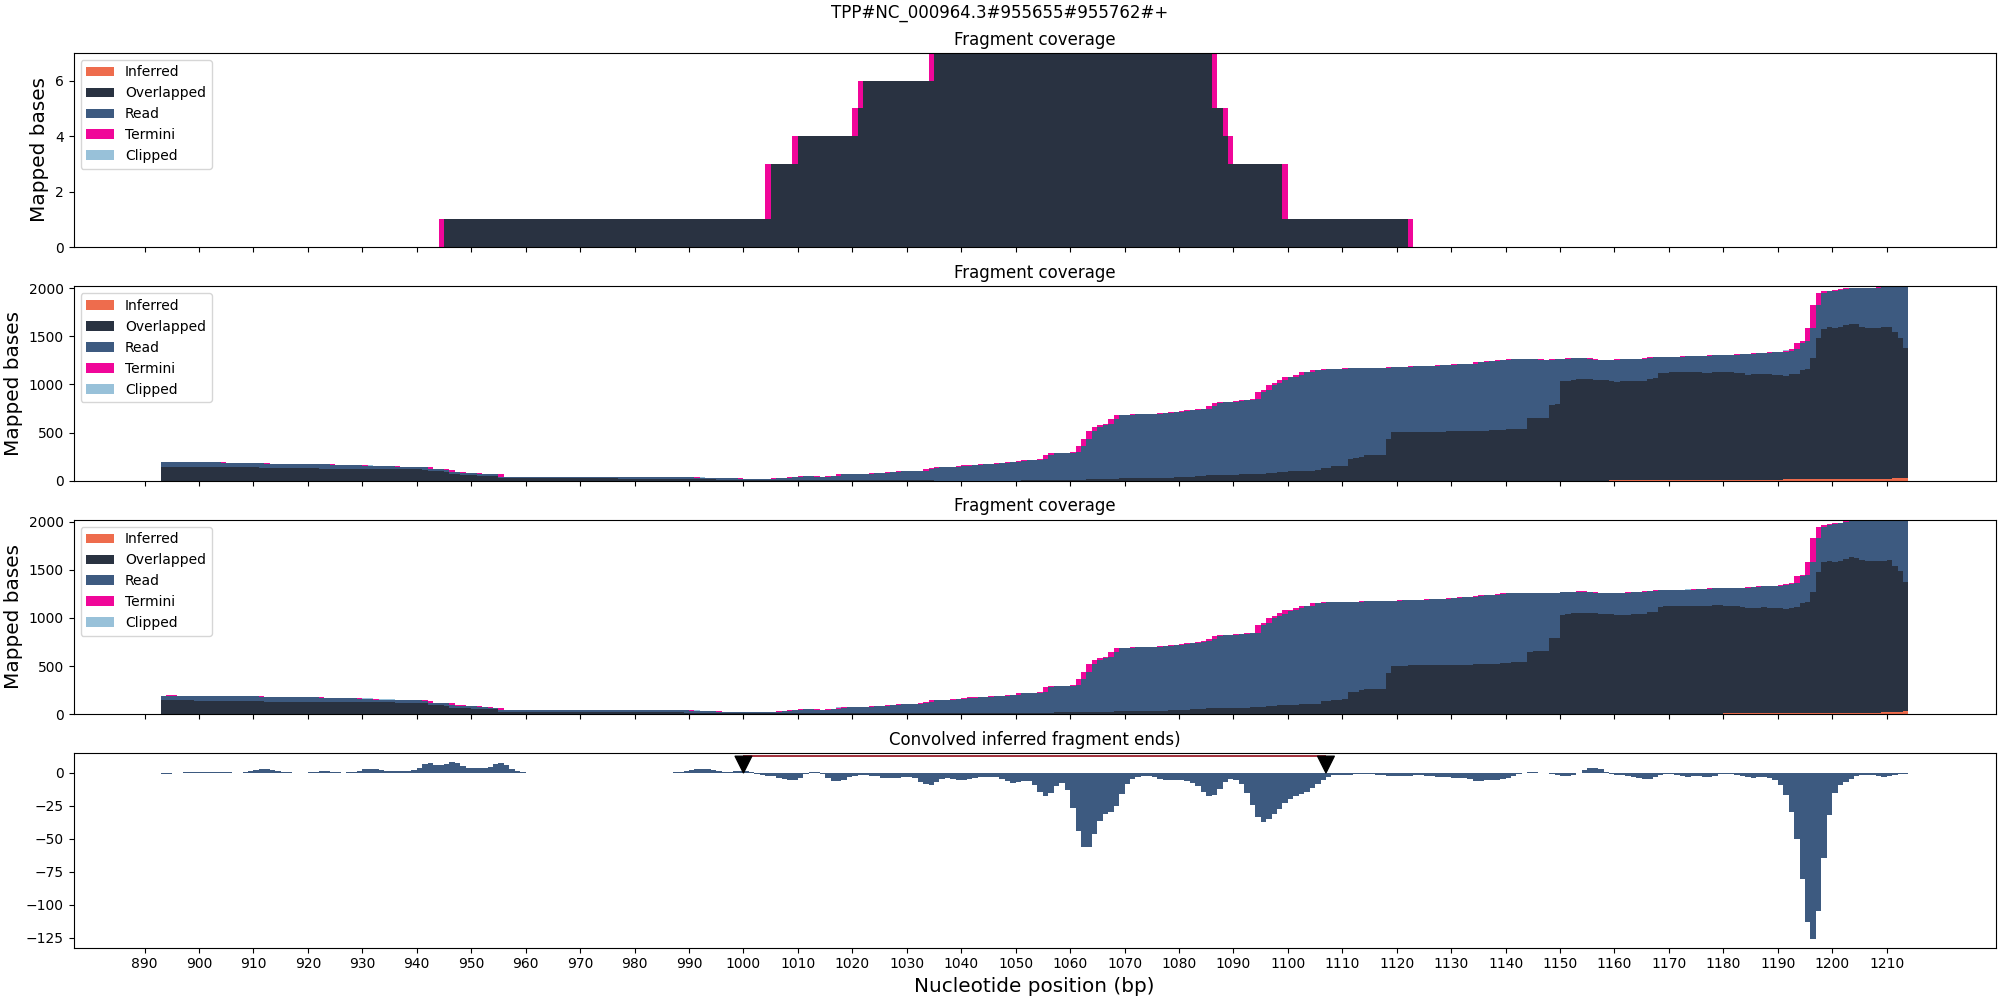 TPP#NC_000964.3#955655#955762#+
Fragment coverage
Mapped bases
6
4
2
0
Inferred
Overlapped
Read
Termini
Clipped
Fragment coverage
Mapped bases
2000
1500
1000
500
0
Inferred
Overlapped
Read
Termini
Clipped
Fragment coverage
Mapped bases
2000
1500
1000
500
0
Inferred
Overlapped
Read
Termini
Clipped
Convolved inferred fragment ends)
0
−25
−50
−75
−100
−125
890 900 910 920 930 940 950 960 970 980 990 1000 1010 1020 1030 1040 1050 1060 1070 1080 1090 1100 1110 1120 1130 1140 1150 1160 1170 1180 1190 1200 1210
Nucleotide position (bp)